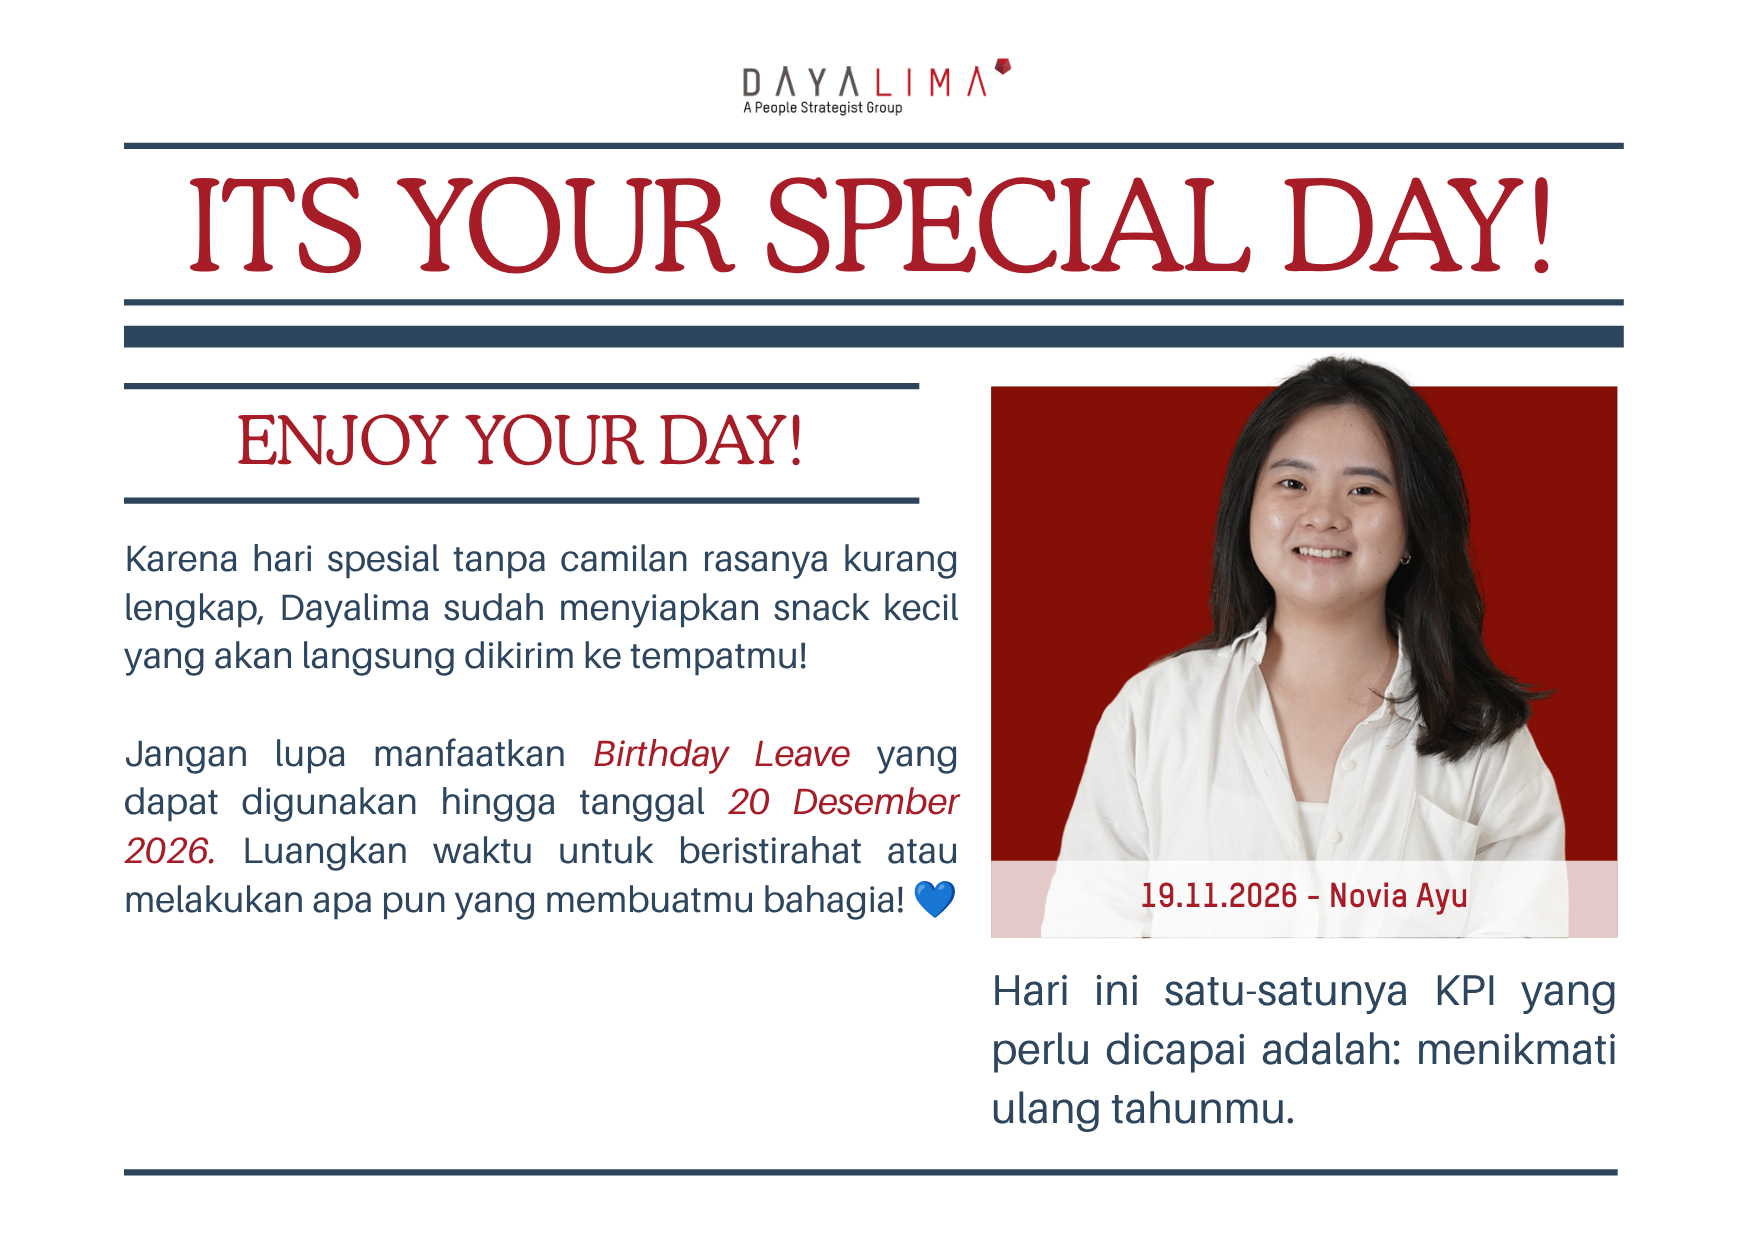 DAYALIMA
A People Strategist Group
ITS YOUR SPECIAL DAY!
ENJOY YOUR DAY!
Karena hari spesial tanpa camilan rasanya kurang
lengkap, Dayalima sudah menyiapkan snack kecil
yang akan langsung dikirim ke tempatmu!
Jangan lupa manfaatkan Birthday Leave yang
dapat digunakan hingga tanggal 20 Desember
2026. Luangkan waktu untuk beristirahat atau
melakukan apa pun yang membuatmu bahagia! 💙
19.11.2026 - Novia Ayu
Hari ini satu-satunya KPI yang
perlu dicapai adalah: menikmati
ulang tahunmu.